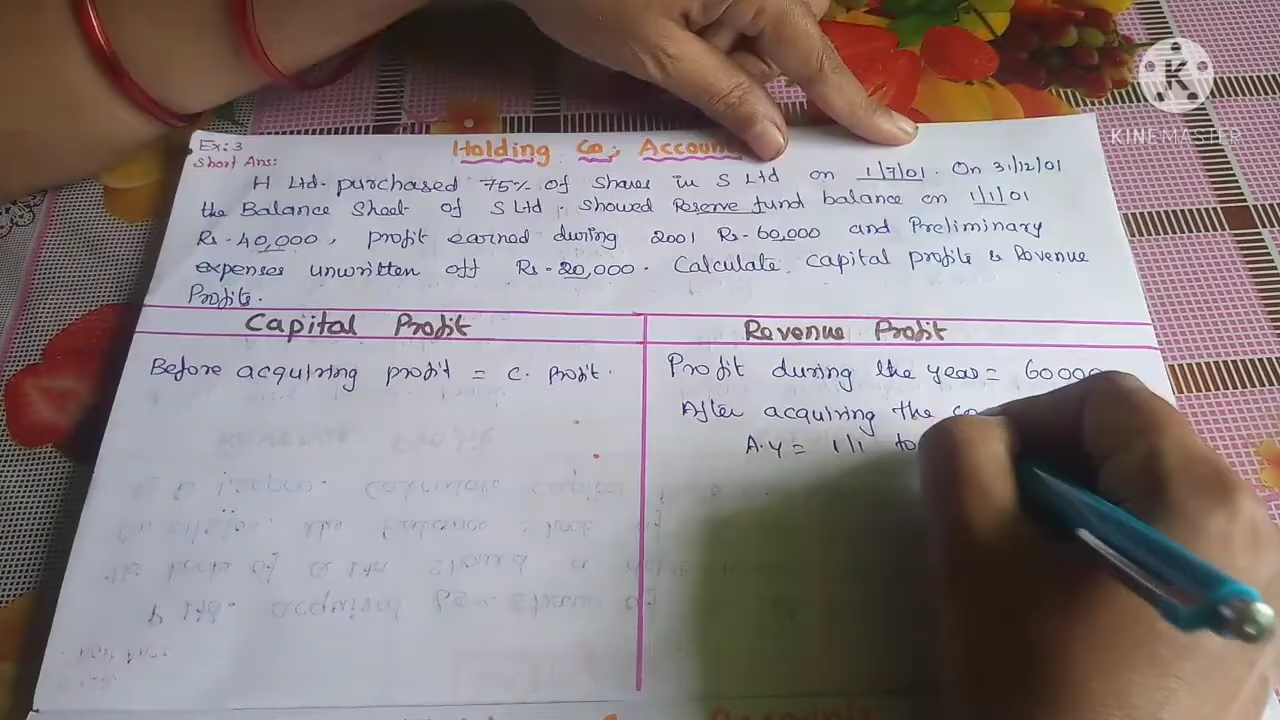 K
KINEMASTER
Ex: 3
Short Ans:
Holding Co; Account
H Ltd. purchased 75% of shares in S Ltd on 1/7/01. On 31/12/01
the Balance Sheet of S Ltd. showed Reserve fund balance on 1/1/01
Rs. 40,000, profit earned during 2001 Rs. 60,000 and Preliminary
expenses unwritten off Rs. 20,000. Calculate capital profits & Revenue
Profits.
Capital Profit
Revenue Profit
Before acquiring profit = C. Profit.
Profit during the year = 60000
After acquiring the
A.Y = 1/1 to